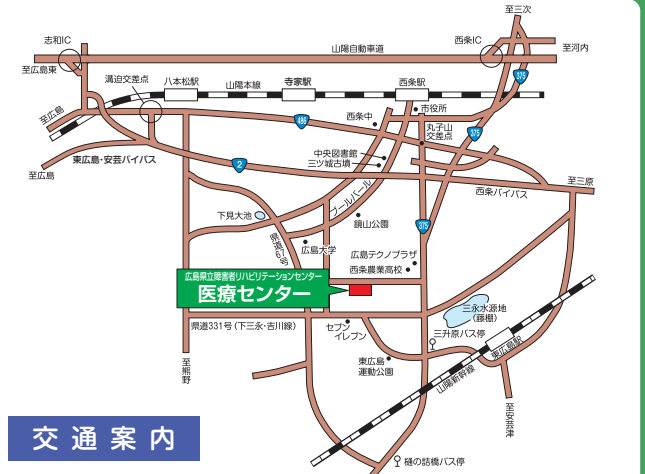 至三次
志和IC
西条IC
山陽自動車道
至河内
至広島東
375
溝迫交差点
八本松駅
山陽本線
寺家駅
西条駅
市役所
至広島
486
西条中
丸子山
交差点
375
中央図書館
三ツ城古墳
東広島・安芸バイパス
2
至広島
至三原
西条バイパス
ブールバール
下見大池
鏡山公園
375
県道67号
広島大学
広島テクノプラザ
西条農業高校
広島県立障害者リハビリテーションセンター
医療センター
三永水源地
(藤棚)
県道331号(下三永・吉川線)
セブン
イレブン
三升原バス停
東広島駅
至熊野
東広島
運動公園
山陽新幹線
至安芸津
交通案内
樋の詰橋バス停